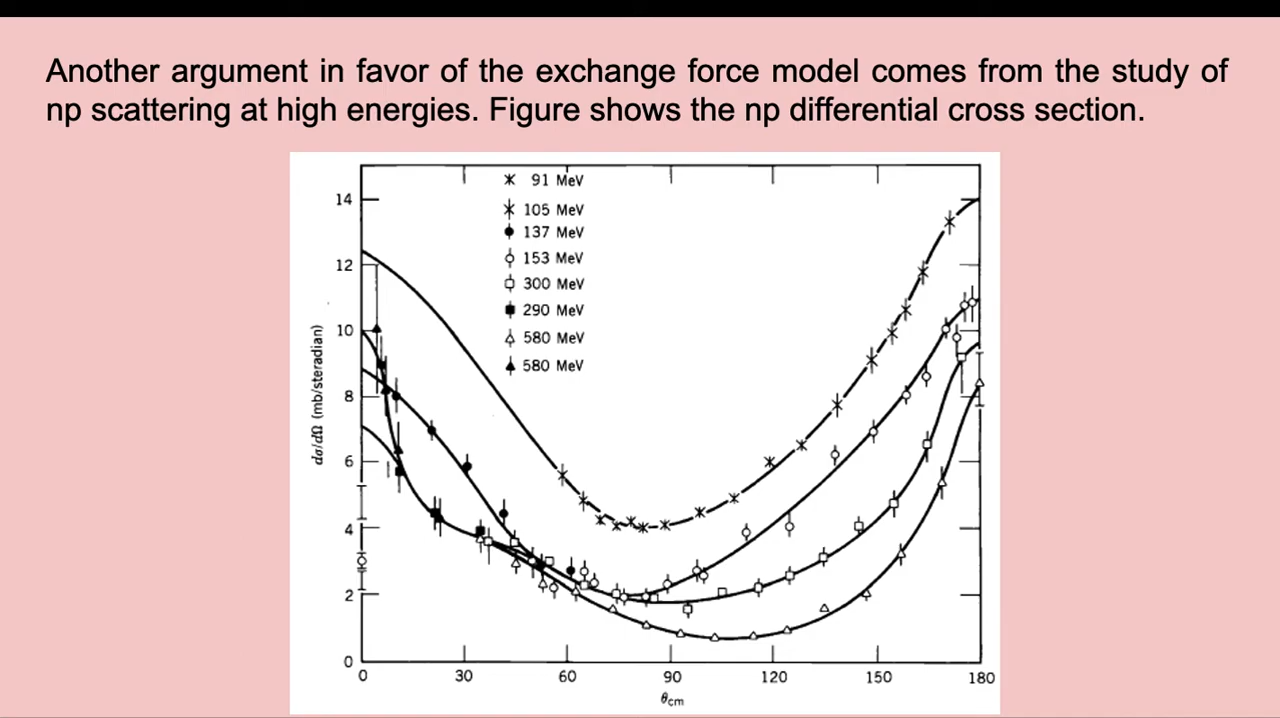 Another argument in favor of the exchange force model comes from the study of
np scattering at high energies. Figure shows the np differential cross section.
91 MeV
105 MeV
137 MeV
153 MeV
300 MeV
290 MeV
580 MeV
580 MeV
dσ/dΩ (mb/steradian)
14
12
10
8
6
4
2
0
0 30 60 90 120 150 180
θcm